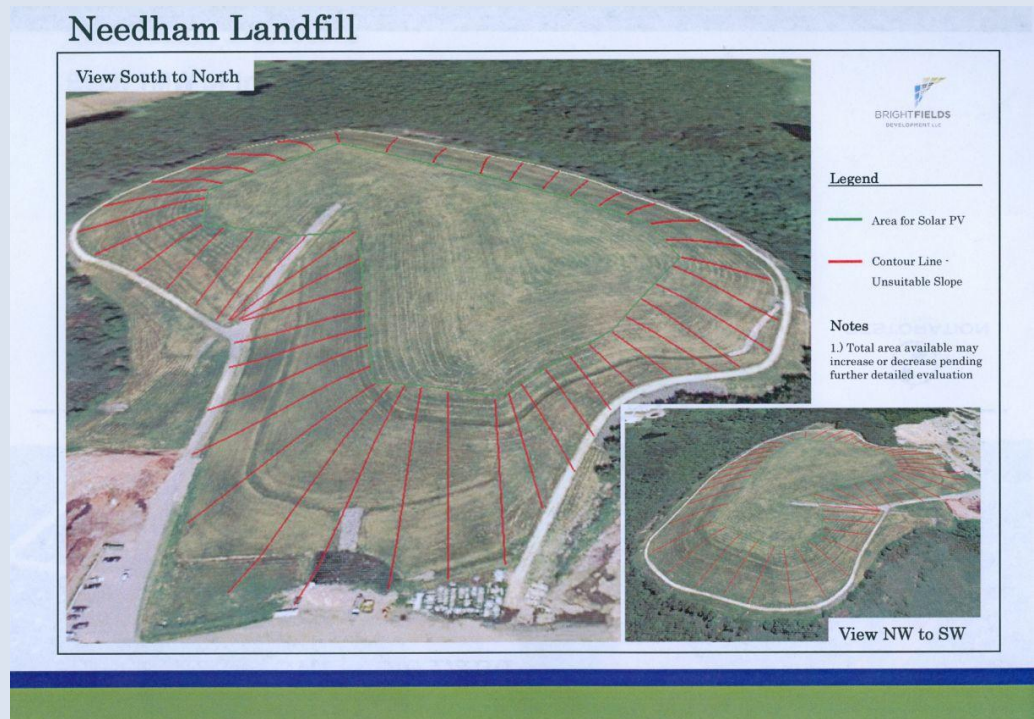 Needham Landfill
View South to North
BRIGHTFIELDS
DEVELOPMENT LLC
Legend
Area for Solar PV
Contour Line -
Unsuitable Slope
Notes
1.) Total area available may
increase or decrease pending
further detailed evaluation
View NW to SW